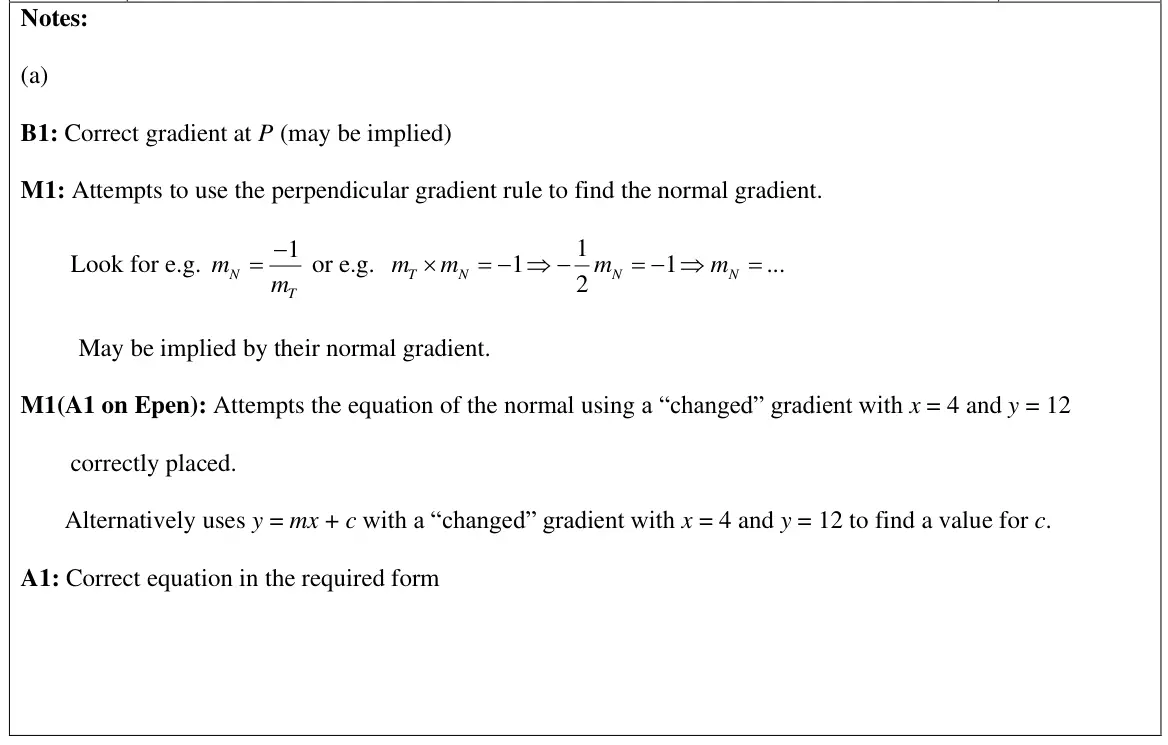 Notes:
(a)
B1: Correct gradient at P (may be implied)
M1: Attempts to use the perpendicular gradient rule to find the normal gradient.
Look for e.g. m_N = −1/m_T or e.g. m_T × m_N = −1 ⇒ −1/2 m_N = −1 ⇒ m_N = ...
May be implied by their normal gradient.
M1(A1 on Epen): Attempts the equation of the normal using a “changed” gradient with x = 4 and y = 12
correctly placed.
Alternatively uses y = mx + c with a “changed” gradient with x = 4 and y = 12 to find a value for c.
A1: Correct equation in the required form